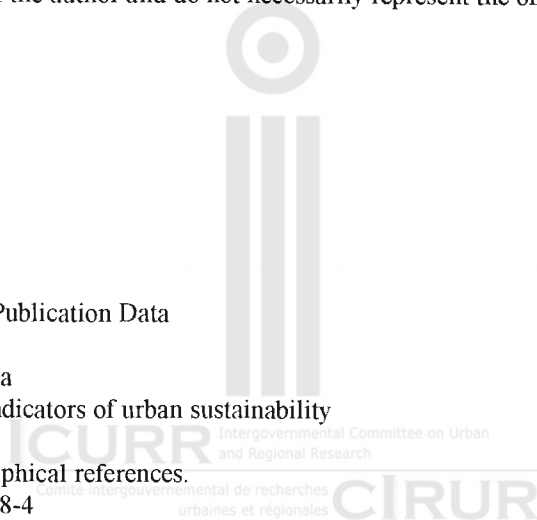 the author and do not necessarily represent the
Publication Data
a
ndicators of urban sustainability
ICURR Intergovernmental Committee on Urban
and Regional Research
phical references.
Comité intergouvernemental de recherches
urbaines et régionales CIRUR
8-4